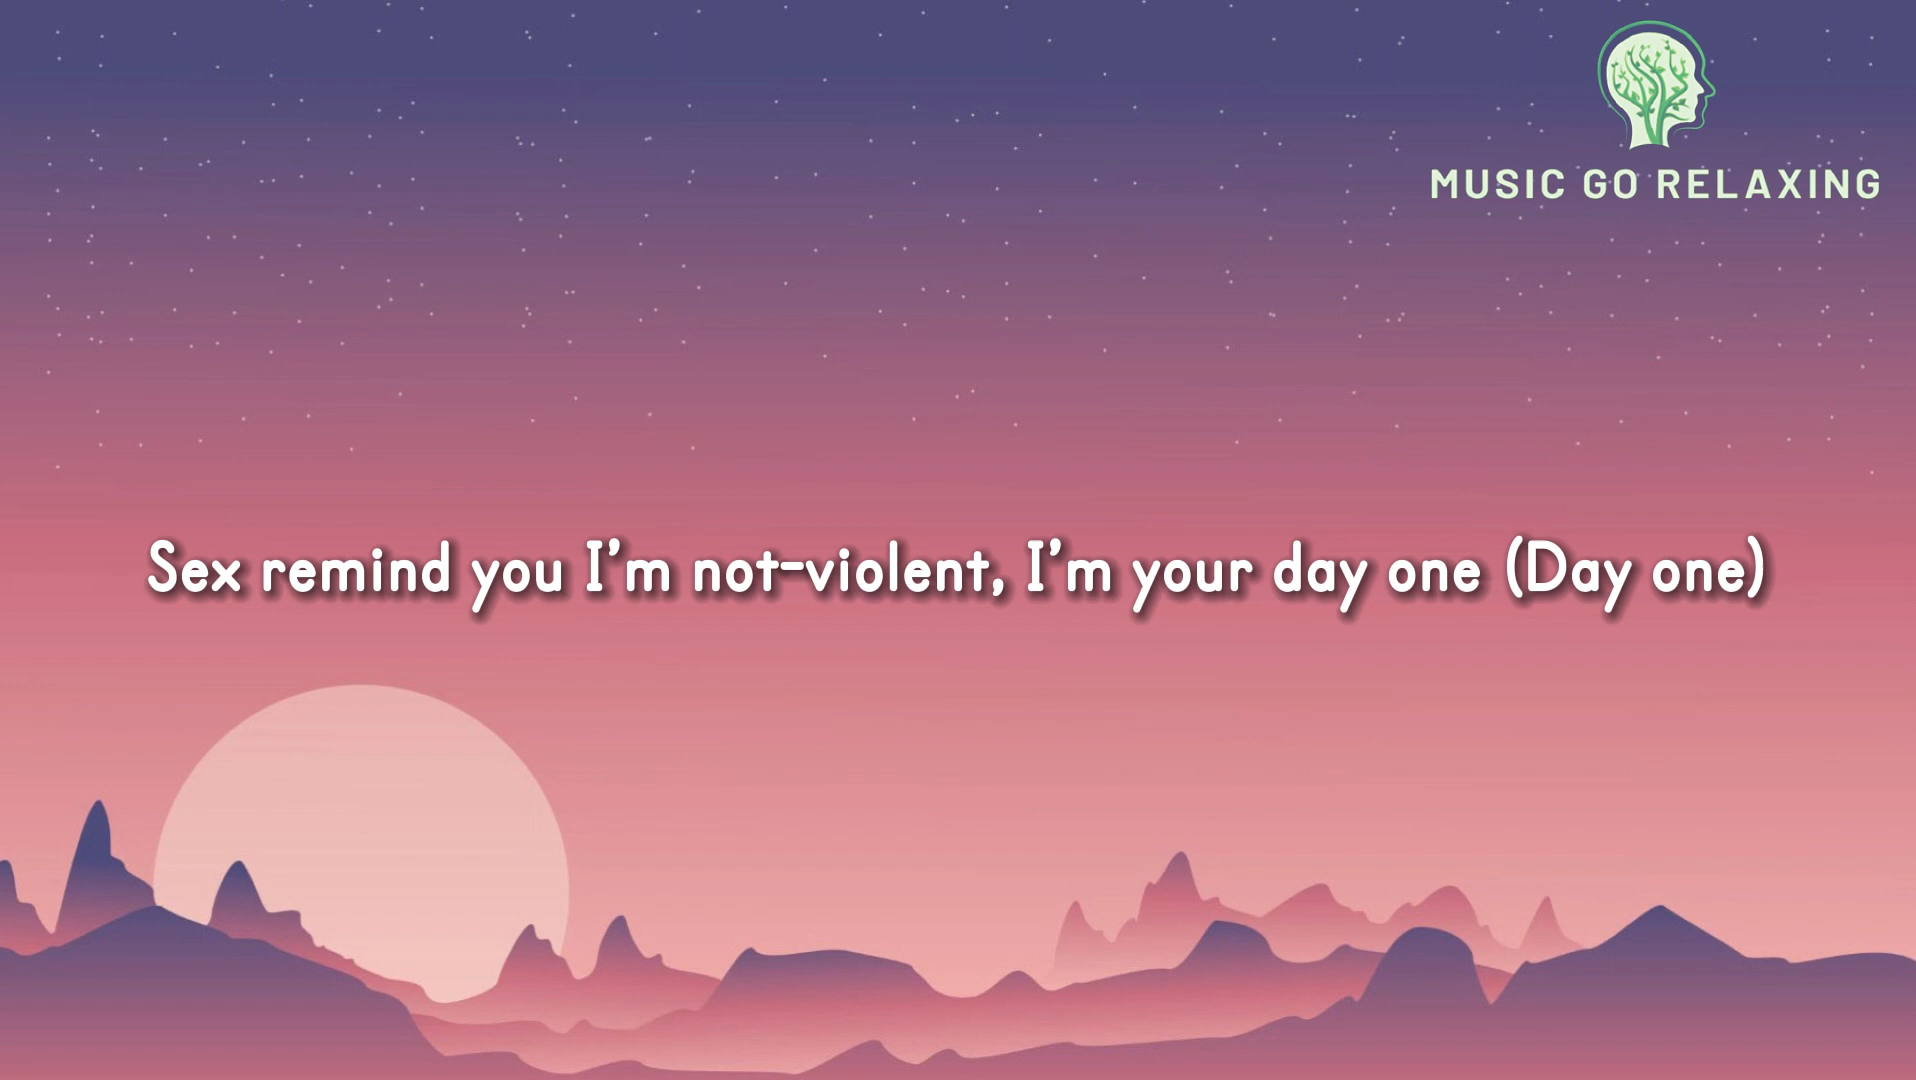 MUSIC GO RELAXING
Sex remind you I'm not-violent, I'm your day one (Day one)